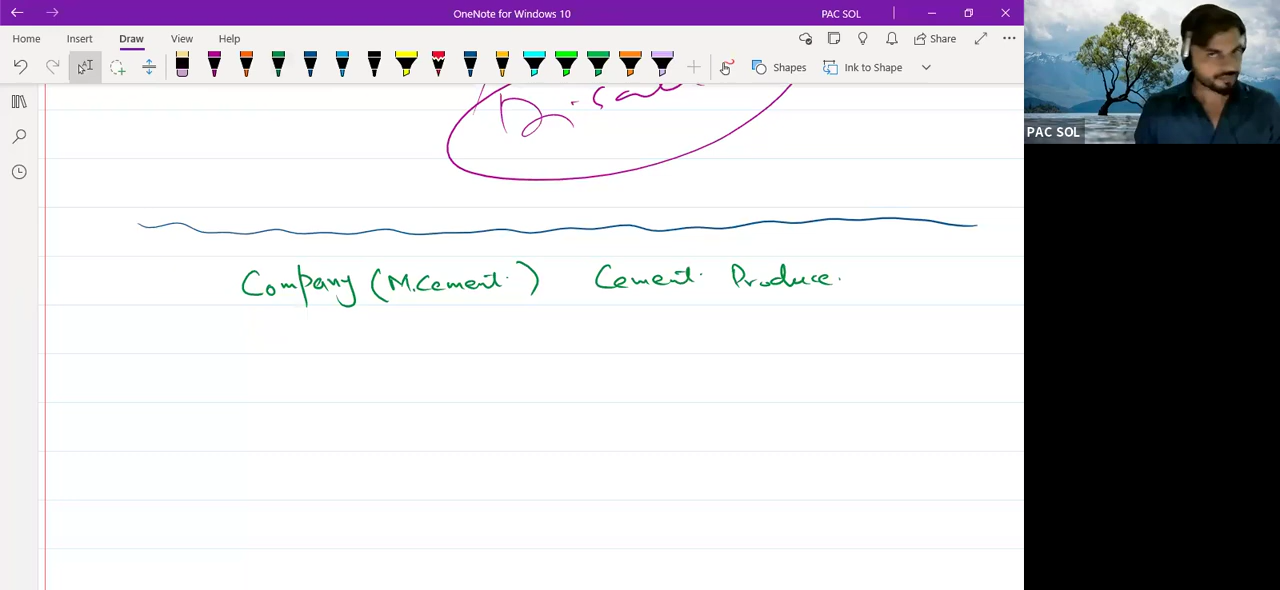 OneNote for Windows 10
PAC SOL
Home Insert Draw View Help
Share
Shapes
Ink to Shape
PAC SOL
Company (M.Cement.) Cement. Produce.